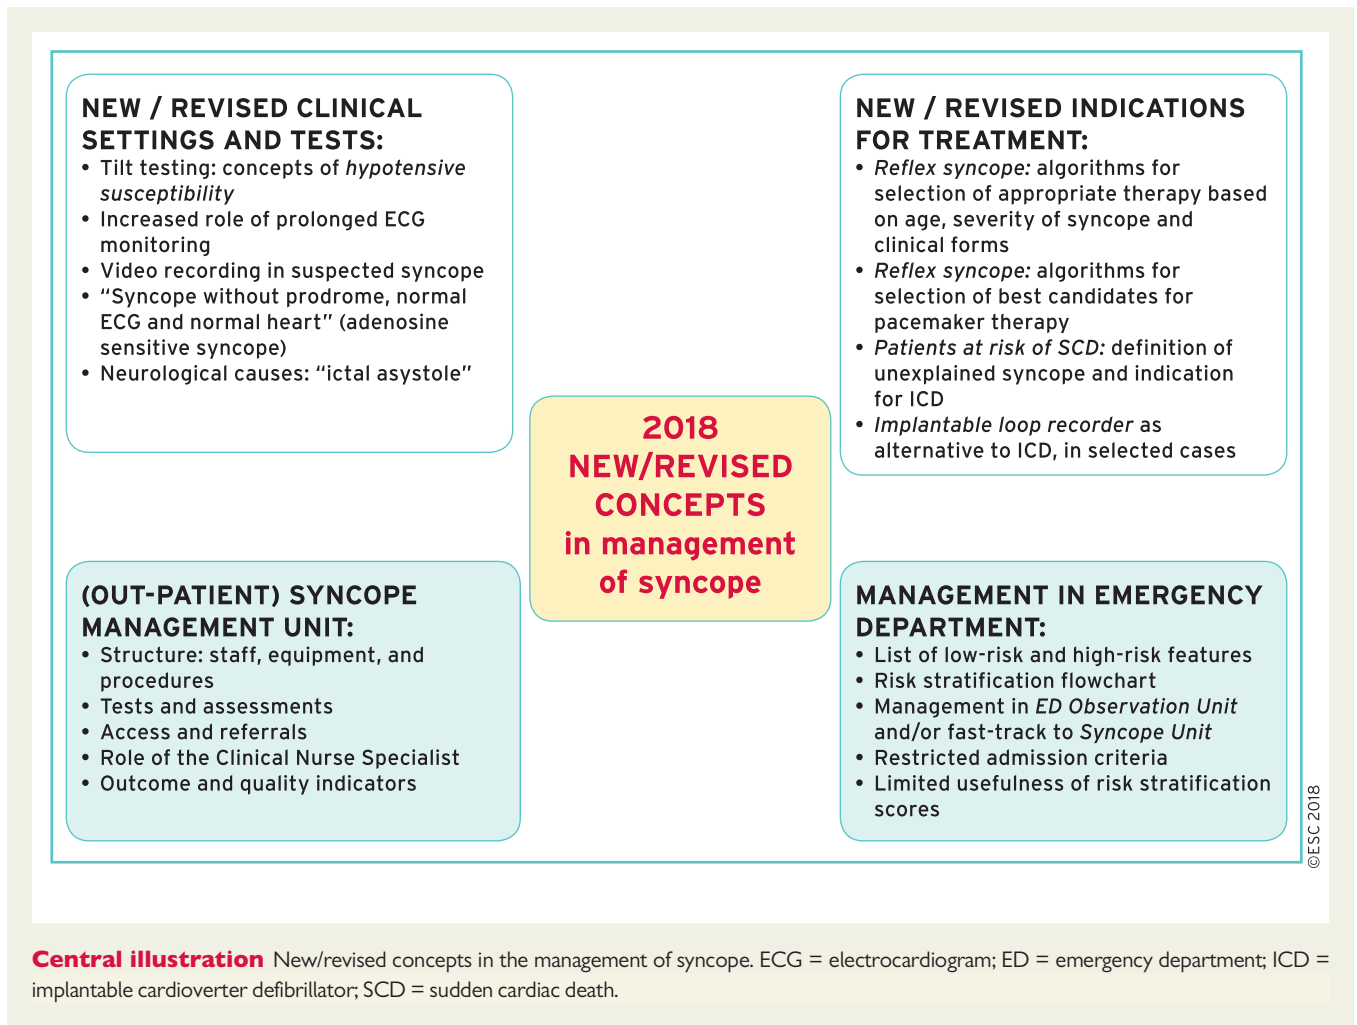 NEW / REVISED CLINICAL
SETTINGS AND TESTS:
• Tilt testing: concepts of hypotensive
susceptibility
• Increased role of prolonged ECG
monitoring
• Video recording in suspected syncope
• “Syncope without prodrome, normal
ECG and normal heart” (adenosine
sensitive syncope)
• Neurological causes: “ictal asystole”
NEW / REVISED INDICATIONS
FOR TREATMENT:
• Reflex syncope: algorithms for
selection of appropriate therapy based
on age, severity of syncope and
clinical forms
• Reflex syncope: algorithms for
selection of best candidates for
pacemaker therapy
• Patients at risk of SCD: definition of
unexplained syncope and indication
for ICD
• Implantable loop recorder as
alternative to ICD, in selected cases
2018
NEW/REVISED
CONCEPTS
in management
of syncope
(OUT-PATIENT) SYNCOPE
MANAGEMENT UNIT:
• Structure: staff, equipment, and
procedures
• Tests and assessments
• Access and referrals
• Role of the Clinical Nurse Specialist
• Outcome and quality indicators
MANAGEMENT IN EMERGENCY
DEPARTMENT:
• List of low-risk and high-risk features
• Risk stratification flowchart
• Management in ED Observation Unit
and/or fast-track to Syncope Unit
• Restricted admission criteria
• Limited usefulness of risk stratification
scores
©ESC 2018
Central illustration New/revised concepts in the management of syncope. ECG = electrocardiogram; ED = emergency department; ICD =
implantable cardioverter defibrillator; SCD = sudden cardiac death.